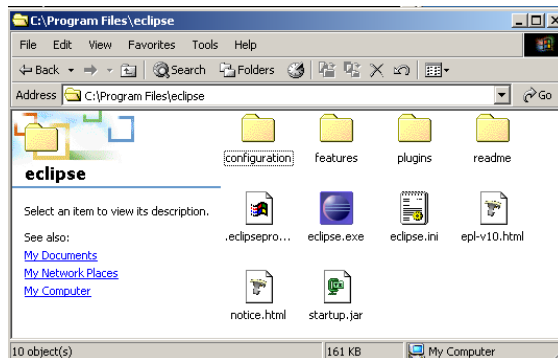 C:\Program Files\eclipse
File Edit View Favorites Tools Help
Back Search Folders
Address C:\Program Files\eclipse Go
eclipse
Select an item to view its description.
See also:
My Documents
My Network Places
My Computer
configuration features plugins readme
.eclipsepro... eclipse.exe eclipse.ini epl-v10.html
notice.html startup.jar
10 object(s) 161 KB My Computer